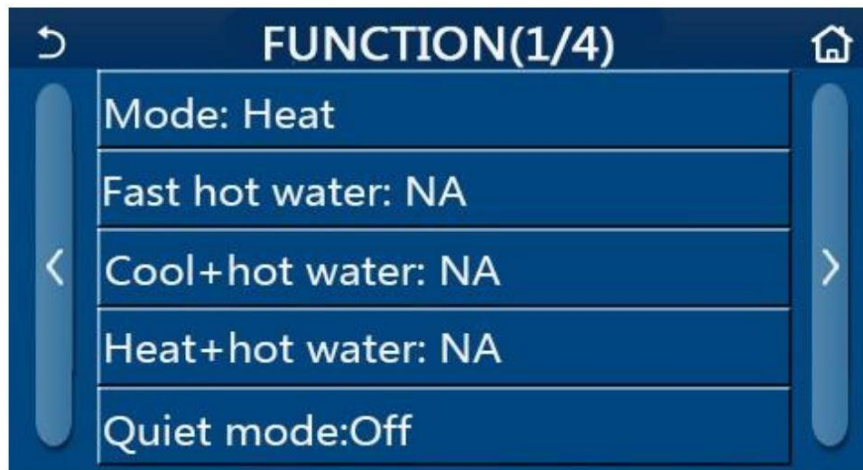 FUNCTION(1/4)
Mode: Heat
Fast hot water: NA
Cool+hot water: NA
Heat+hot water: NA
Quiet mode:Off